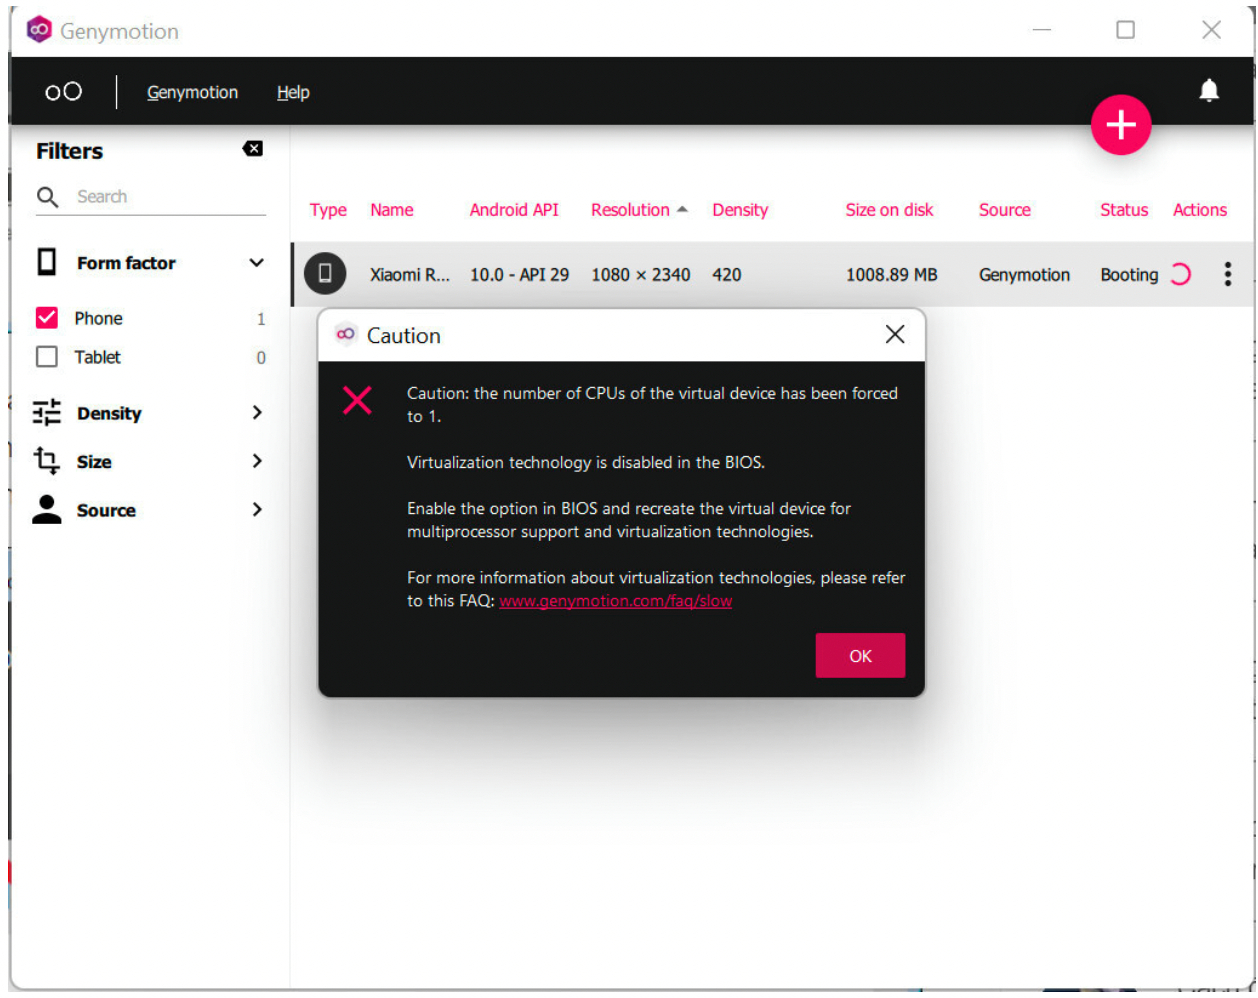 Genymotion
Genymotion Help
Filters
Search
Type Name Android API Resolution Density Size on disk Source Status Actions
Form factor
Xiaomi R... 10.0 - API 29 1080 × 2340 420 1008.89 MB Genymotion Booting
Phone 1
Tablet 0
Density
Size
Source
Caution
Caution: the number of CPUs of the virtual device has been forced
to 1.
Virtualization technology is disabled in the BIOS.
Enable the option in BIOS and recreate the virtual device for
multiprocessor support and virtualization technologies.
For more information about virtualization technologies, please refer
to this FAQ: www.genymotion.com/faq/slow
OK